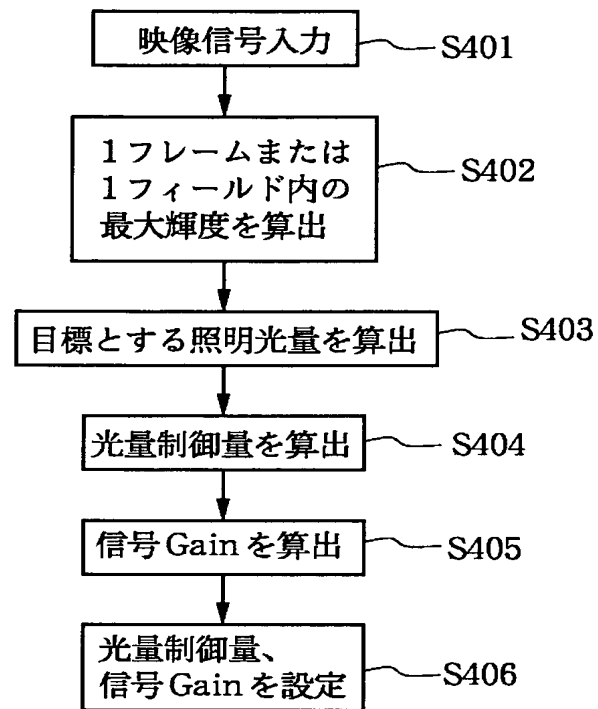 映像信号入力
S401
1フレームまたは
1フィールド内の
最大輝度を算出
S402
目標とする照明光量を算出
S403
光量制御量を算出
S404
信号Gainを算出
S405
光量制御量、
信号Gainを設定
S406